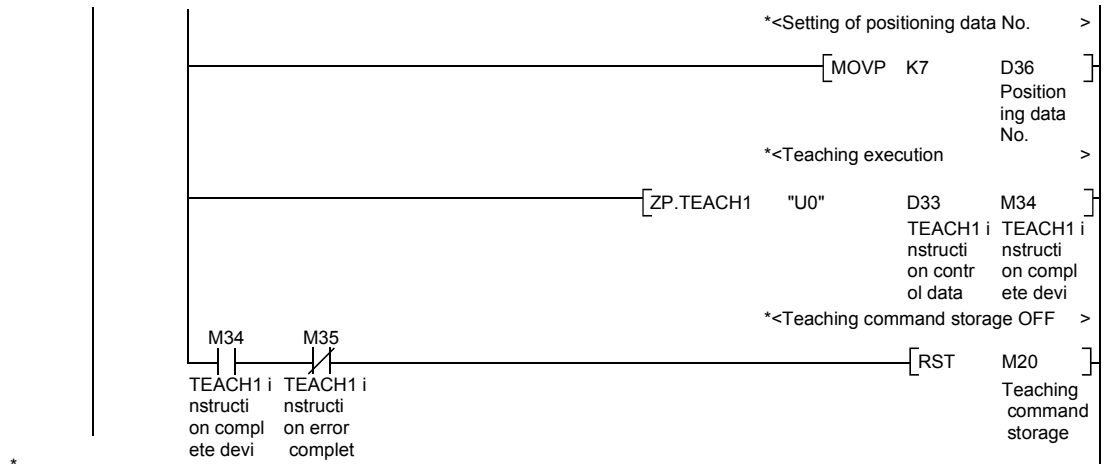 *<Setting of positioning data No. >
MOVP K7 D36
Position
ing data
No.
*<Teaching execution >
ZP.TEACH1 "U0" D33 M34
TEACH1 i TEACH1 i
nstructi nstructi
on contr on compl
ol data ete devi
*<Teaching command storage OFF >
M34 M35
RST M20
TEACH1 i TEACH1 i Teaching
nstructi nstructi command
on compl on error storage
ete devi complet
*